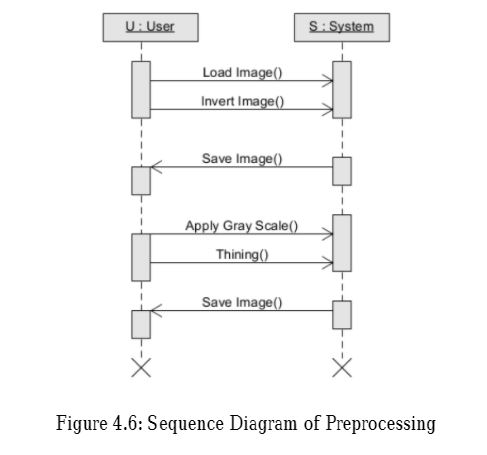 U : User
S : System
Load Image()
Invert Image()
Save Image()
Apply Gray Scale()
Thining()
Save Image()
Figure 4.6: Sequence Diagram of Preprocessing